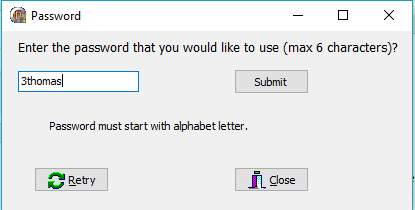 Password
Enter the password that you would like to use (max 6 characters)?
3thomas
Submit
Password must start with alphabet letter.
Retry
Close